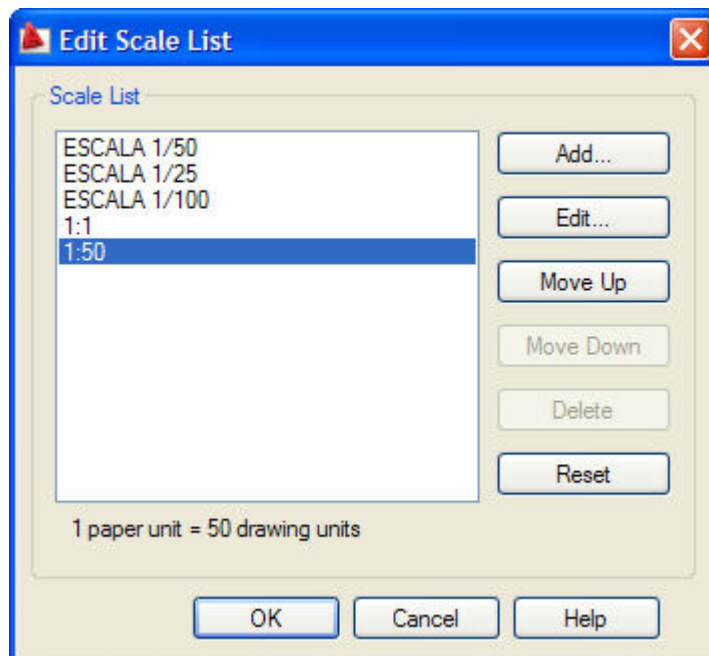 Edit Scale List
Scale List
ESCALA 1/50
ESCALA 1/25
ESCALA 1/100
1:1
1:50
Add...
Edit...
Move Up
Move Down
Delete
Reset
1 paper unit = 50 drawing units
OK
Cancel
Help